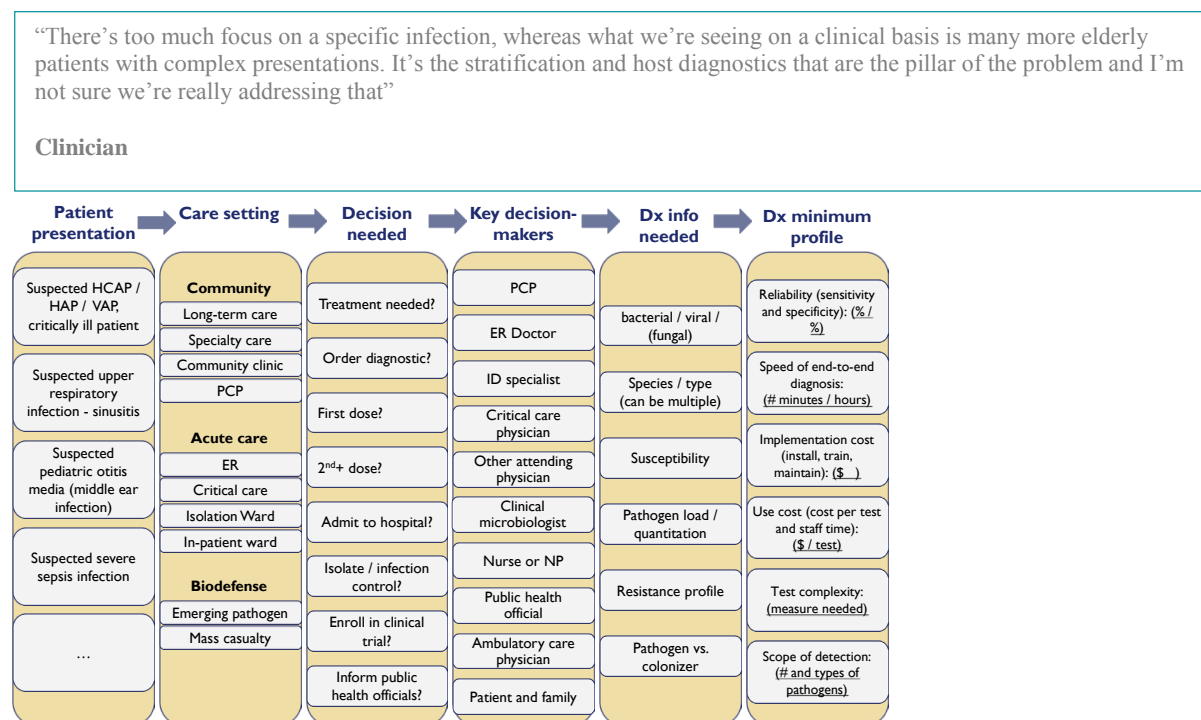 “There’s too much focus on a specific infection, whereas what we’re seeing on a clinical basis is many more elderly
patients with complex presentations. It’s the stratification and host diagnostics that are the pillar of the problem and I’m
not sure we’re really addressing that”
Clinician
Patient
presentation
Suspected HCAP /
HAP / VAP,
critically ill patient
Suspected upper
respiratory
infection - sinusitis
Suspected
pediatric otitis
media (middle ear
infection)
Suspected severe
sepsis infection
…
Care setting
Community
Long-term care
Specialty care
Community clinic
PCP
Acute care
ER
Critical care
Isolation Ward
In-patient ward
Biodefense
Emerging pathogen
Mass casualty
Decision
needed
Treatment needed?
Order diagnostic?
First dose?
2nd+ dose?
Admit to hospital?
Isolate / infection
control?
Enroll in clinical
trial?
Inform public
health officials?
Key decision-
makers
PCP
ER Doctor
ID specialist
Critical care
physician
Other attending
physician
Clinical
microbiologist
Nurse or NP
Public health
official
Ambulatory care
physician
Patient and family
Dx info
needed
bacterial / viral /
(fungal)
Species / type
(can be multiple)
Susceptibility
Pathogen load /
quantitation
Resistance profile
Pathogen vs.
colonizer
Dx minimum
profile
Reliability (sensitivity
and specificity): (% /
%)
Speed of end-to-end
diagnosis:
(# minutes / hours)
Implementation cost
(install, train,
maintain): ($ )
Use cost (cost per test
and staff time):
($ / test)
Test complexity:
(measure needed)
Scope of detection:
(# and types of
pathogens)